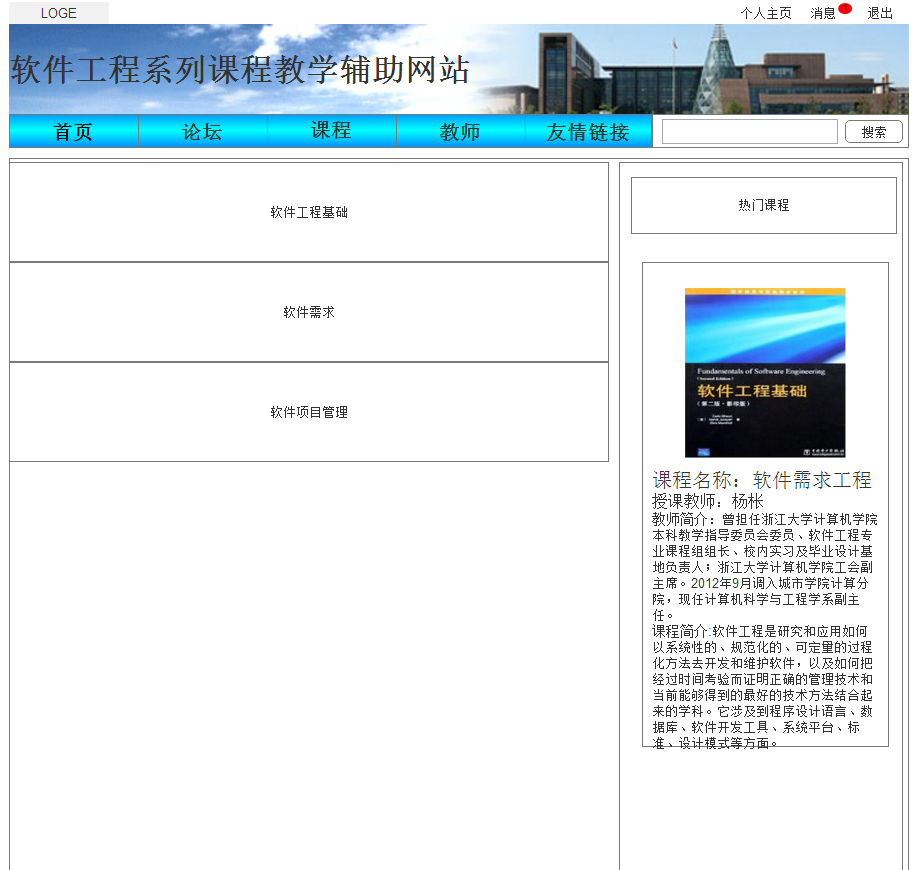 LOGE
个人主页 消息 退出
软件工程系列课程教学辅助网站
首页 论坛 课程 教师 友情链接 搜索
软件工程基础
软件需求
软件项目管理
热门课程
Fundamentals of Software Engineering
(Second Edition)
软件工程基础
(第二版·影印版)
课程名称：软件需求工程
授课教师：杨枨
教师简介：曾担任浙江大学计算机学院
本科教学指导委员会委员、软件工程专
业课程组组长、校内实习及毕业设计基
地负责人；浙江大学计算机学院工会副
主席。2012年9月调入城市学院计算分
院，现任计算机科学与工程学系副主
任。
课程简介:软件工程是研究和应用如何
以系统性的、规范化的、可定量的过程
化方法去开发和维护软件，以及如何把
经过时间考验而证明正确的管理技术和
当前能够得到的最好的技术方法结合起
来的学科。它涉及到程序设计语言、数
据库、软件开发工具、系统平台、标
准、设计模式等方面。